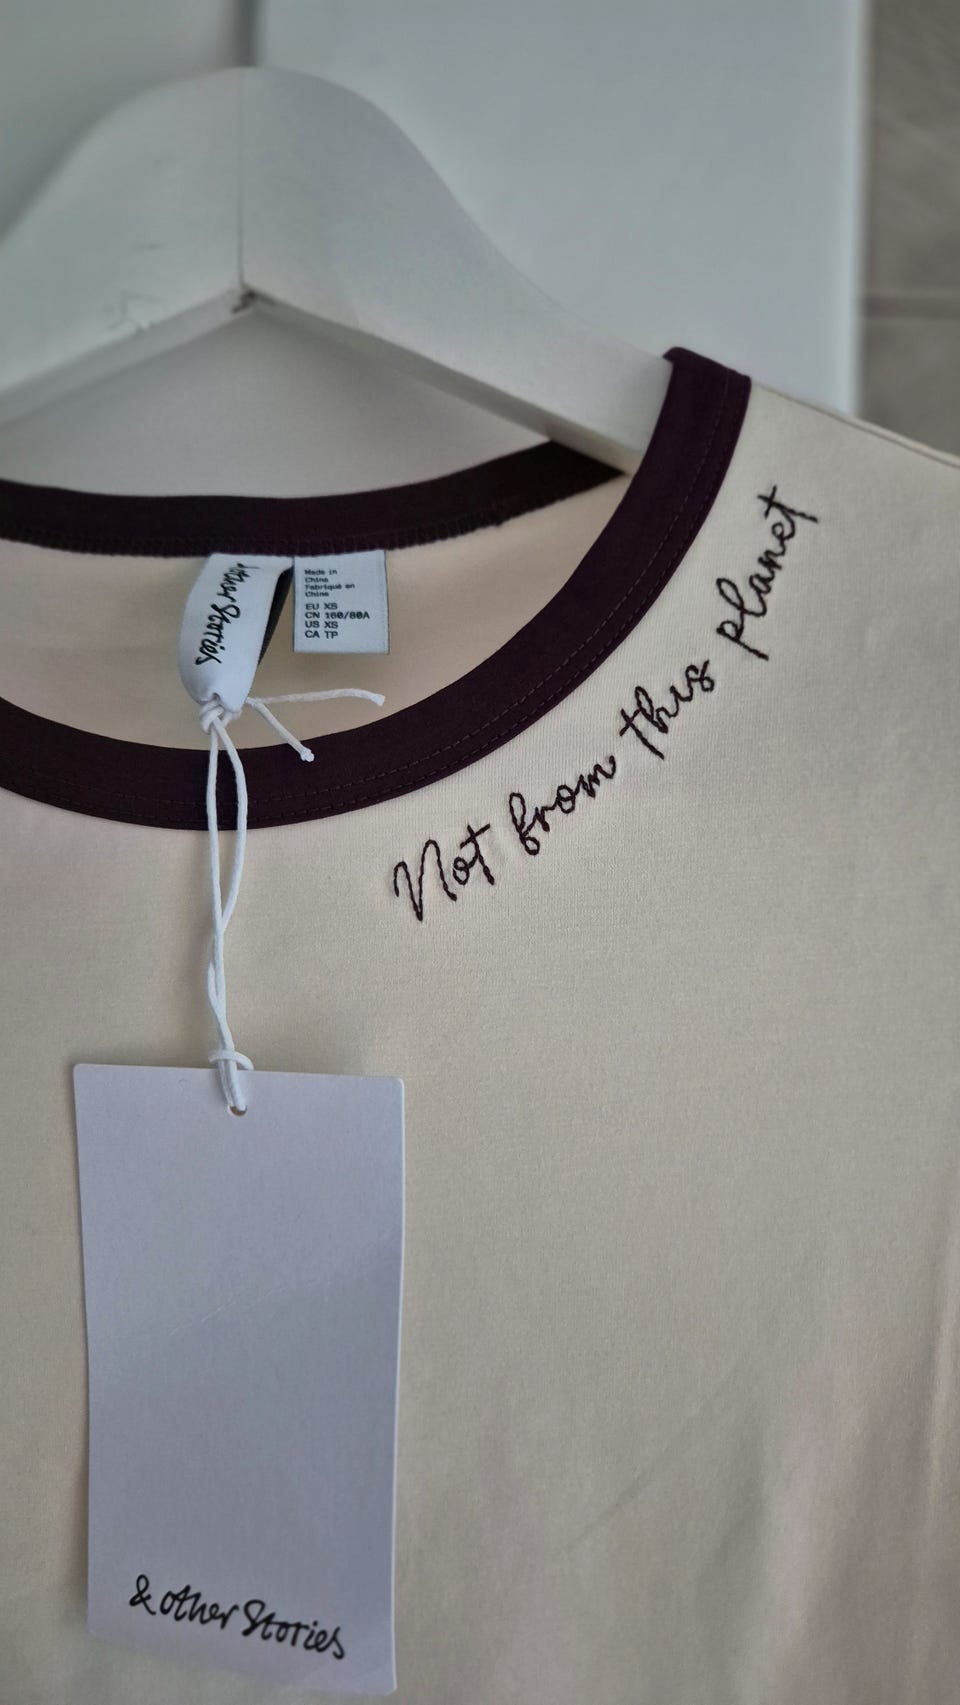 & other Stories
Made in
China
Fabriqué en
Chine
EU XS
CN 160/80A
US XS
CA TP
Not from this planet
& other Stories